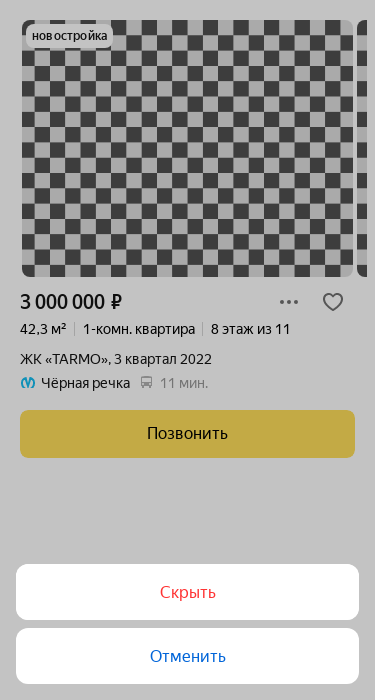 новостройка
3 000 000 ₽
42,3 м² 1-комн. квартира 8 этаж из 11
ЖК «TARMO», 3 квартал 2022
Чёрная речка 11 мин.
Позвонить
Скрыть
Отменить